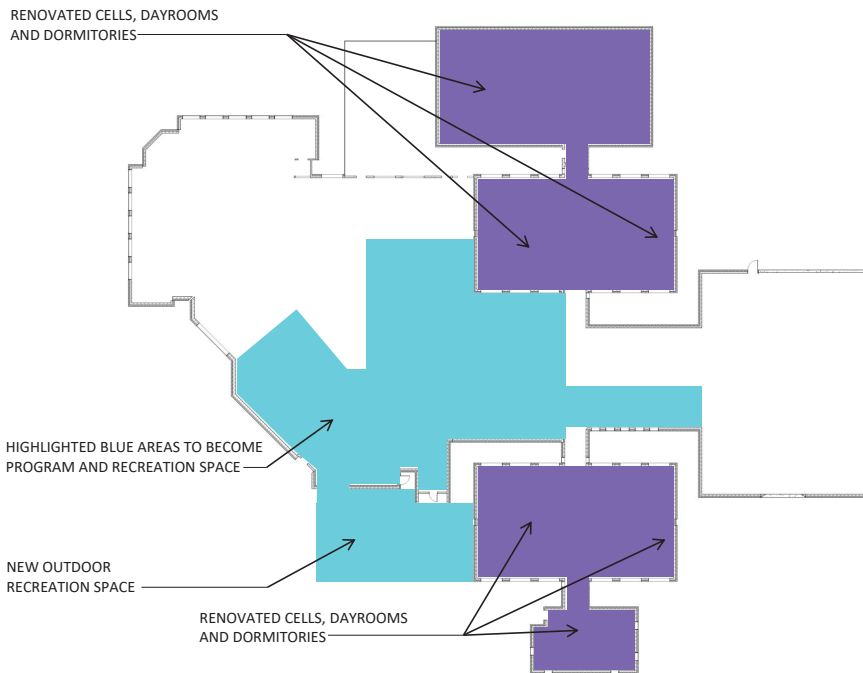 RENOVATED CELLS, DAYROOMS
AND DORMITORIES
HIGHLIGHTED BLUE AREAS TO BECOME
PROGRAM AND RECREATION SPACE
NEW OUTDOOR
RECREATION SPACE
RENOVATED CELLS, DAYROOMS
AND DORMITORIES